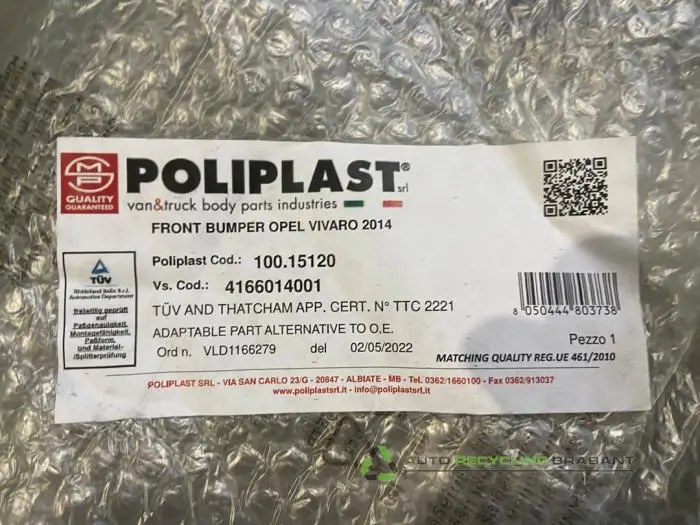 SMP
QUALITY
GUARANTEED
POLIPLAST® srl
van&truck body parts industries
FRONT BUMPER OPEL VIVARO 2014
Poliplast Cod.: 100.15120
Vs. Cod.: 4166014001
TÜV AND THATCHAM APP. CERT. N° TTC 2221
ADAPTABLE PART ALTERNATIVE TO O.E.
Ord n. VLD1166279 del 02/05/2022
TÜV
Rheinland Italia S.r.l.
Automotive Department
freiwillig geprüft
auf
Paßgenauigkeit,
Montagefähigkeit,
Paßform,
und Material-
/Splitterprüfung
8 050444 803738
Pezzo 1
MATCHING QUALITY REG.UE 461/2010
POLIPLAST SRL - VIA SAN CARLO 23/G - 20847 - ALBIATE - MB - Tel. 0362/1660100 - Fax 0362/913037
www.poliplastsrl.it - info@poliplastsrl.it
AUTO RECYCLING BRABANT